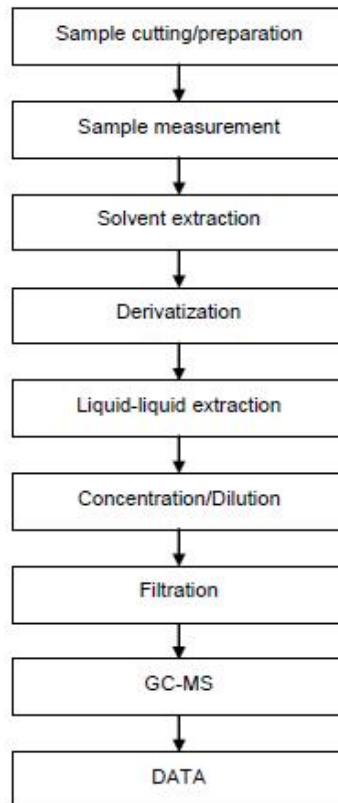 Sample cutting/preparation
Sample measurement
Solvent extraction
Derivatization
Liquid-liquid extraction
Concentration/Dilution
Filtration
GC-MS
DATA